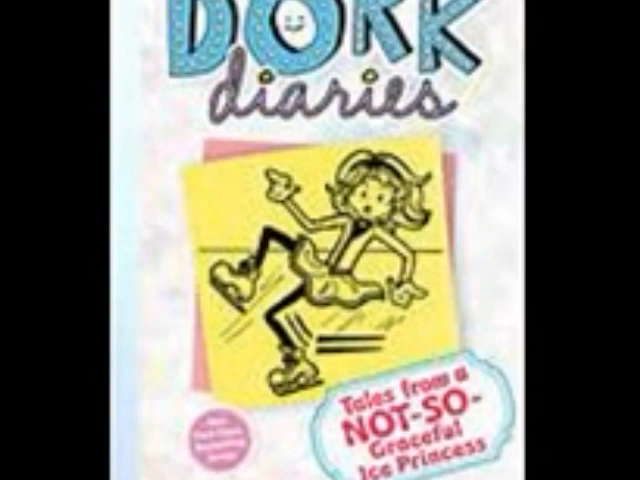 DORK
diaries
Tales from a
NOT-SO-
Graceful
Ice Princess